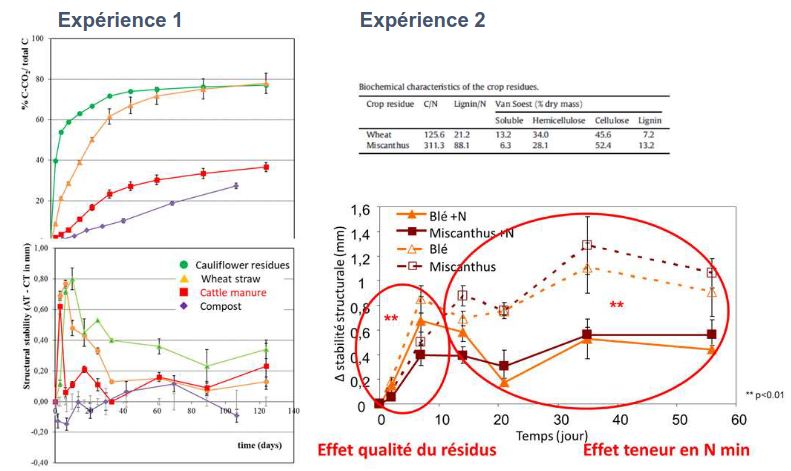 Expérience 1
Expérience 2
% C-CO₂/ total C
100
80
60
40
20
Structural stability (AT - CT in mm)
1,00
0,80
0,60
0,40
0,20
0,00
-0,20
-0,40
0 20 40 60 80 100 120 140
time (days)
Cauliflower residues
Wheat straw
Cattle manure
Compost
Biochemical characteristics of the crop residues.
Crop residue C/N Lignin/N Van Soest (% dry mass)
Soluble Hemicellulose Cellulose Lignin
Wheat 125.6 21.2 13.2 34.0 45.6 7.2
Miscanthus 311.3 88.1 6.3 28.1 52.4 13.2
Δ stabilité structurale (mm)
1,6
1,4
1,2
1
0,8
0,6
0,4
0,2
0
0 10 20 30 40 50 60
Temps (jour)
Blé +N
Miscanthus +N
Blé
Miscanthus
**
**
** p<0.01
Effet qualité du résidus
Effet teneur en N min